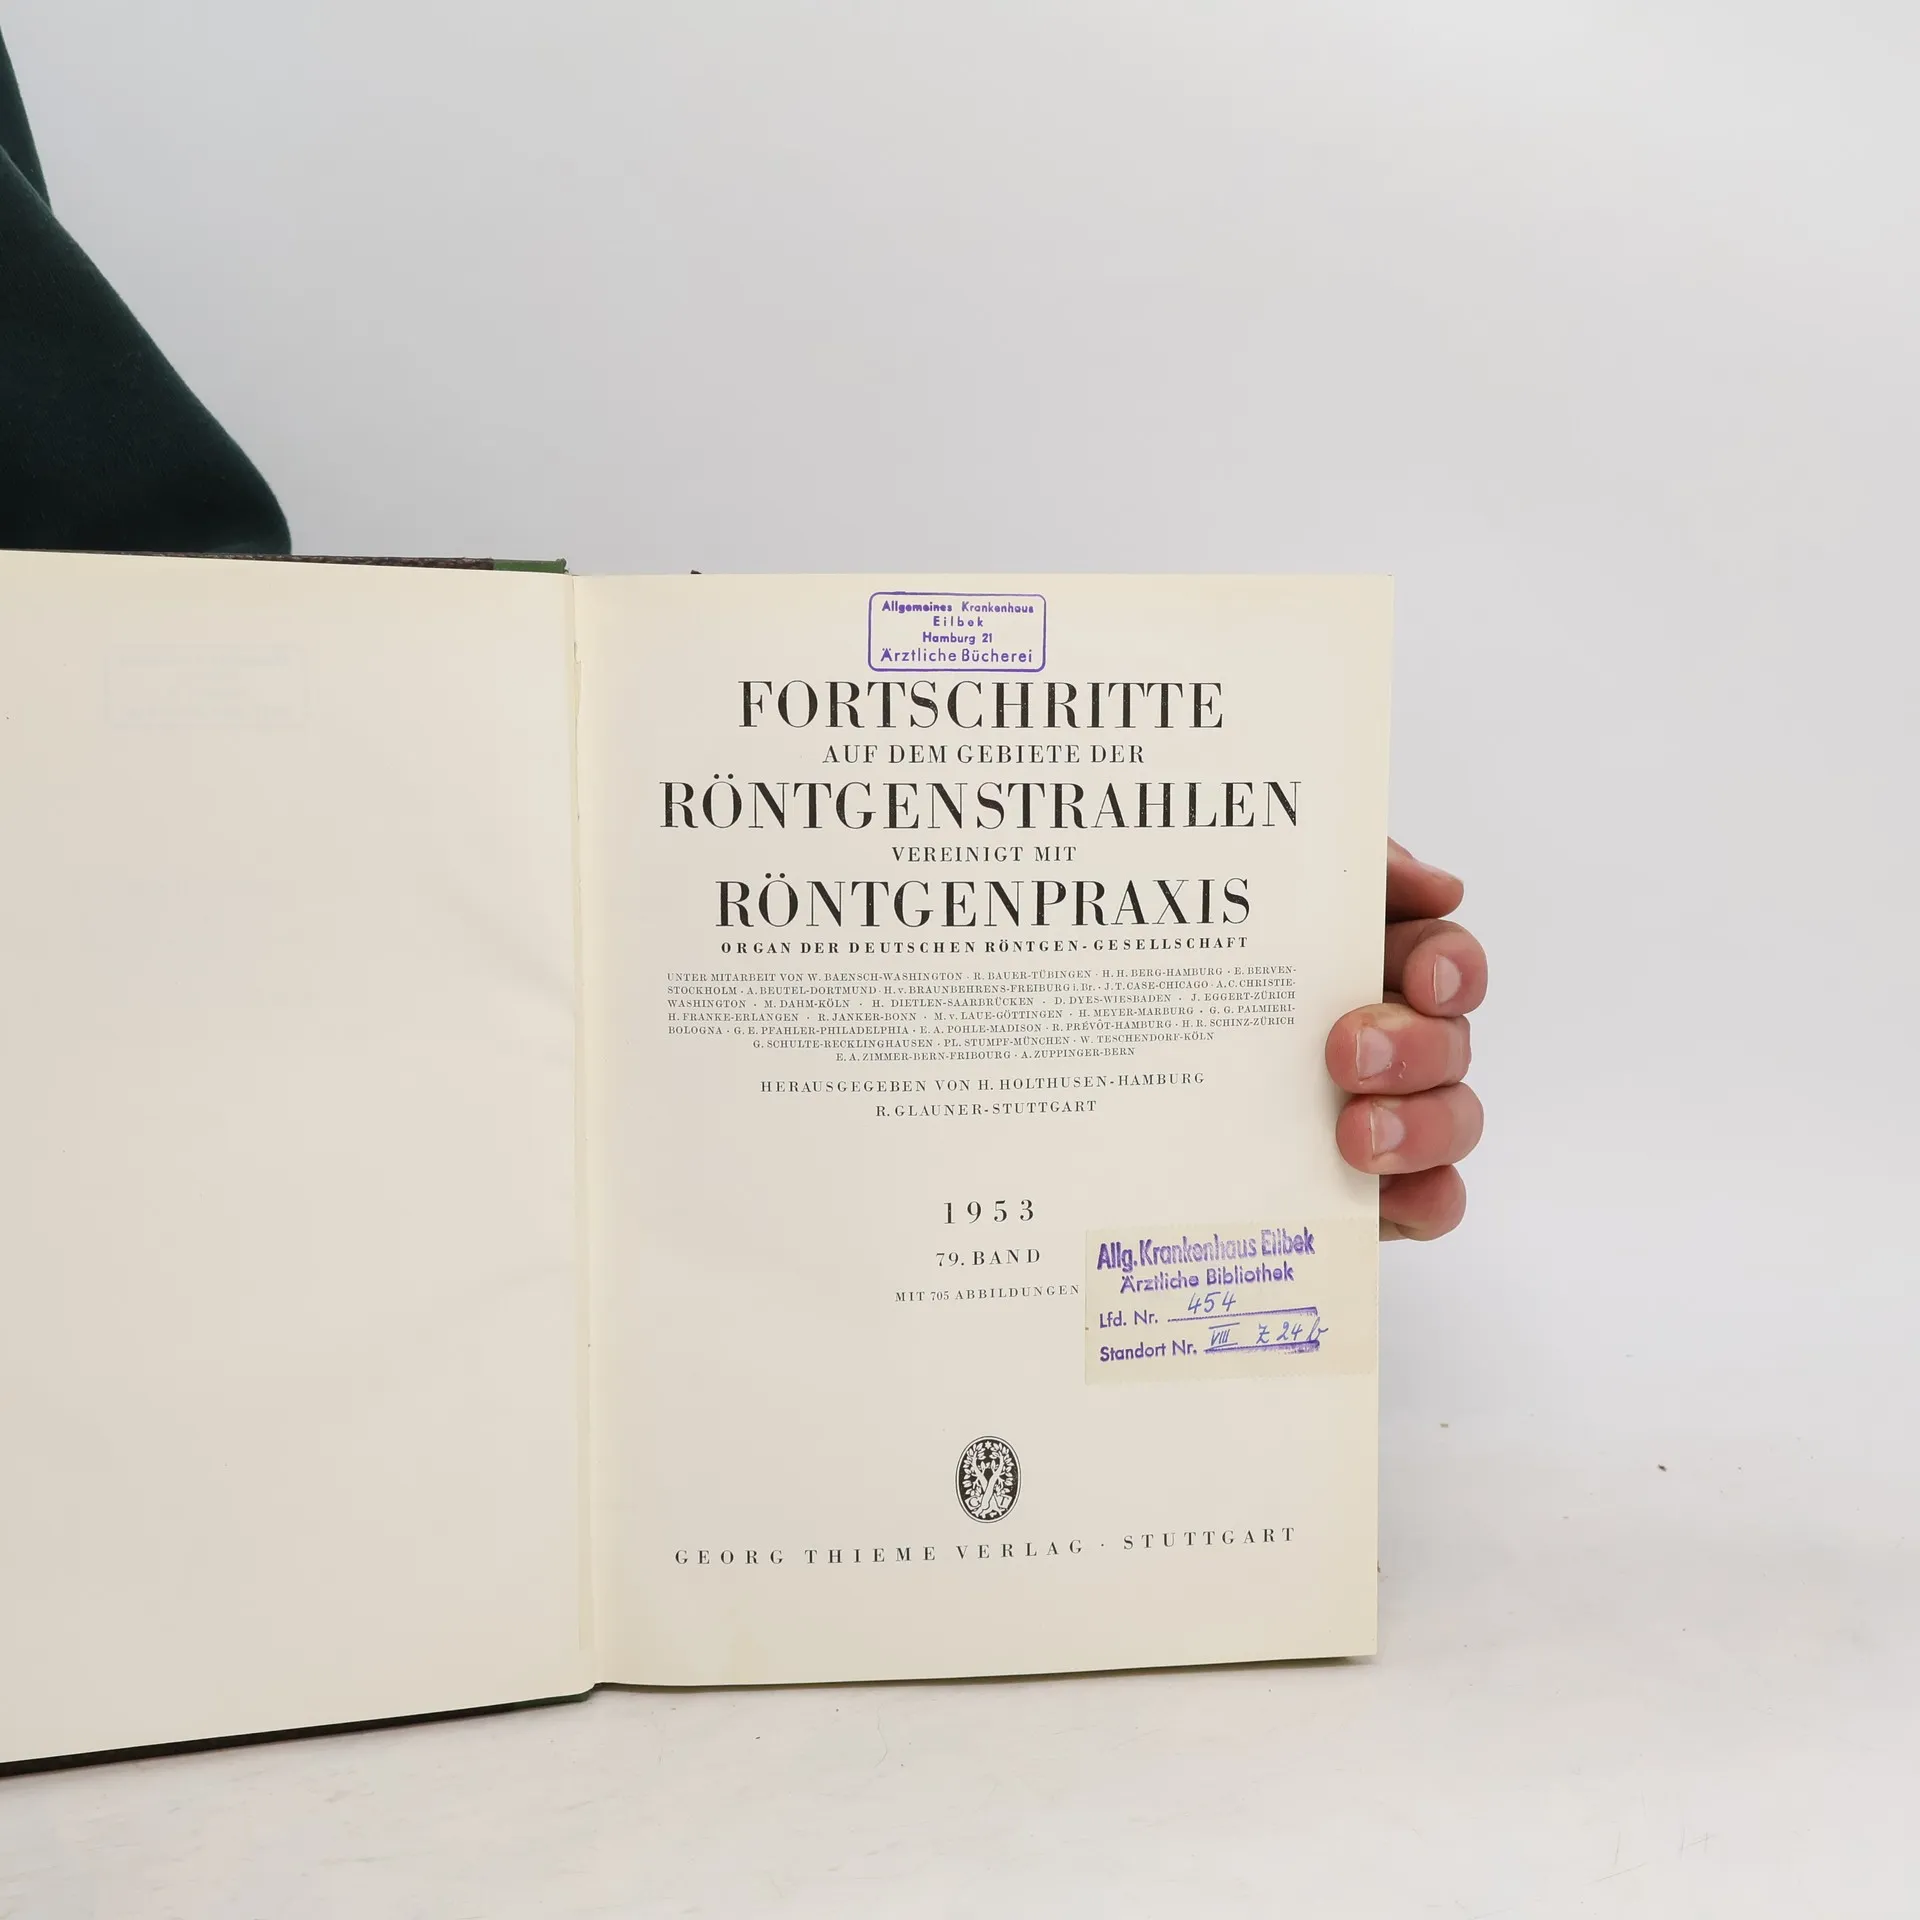 Allgemeines Krankenhaus
Eilbek
Hamburg 21
Ärztliche Bücherei
FORTSCHRITTE
AUF DEM GEBIETE DER
RÖNTGENSTRAHLEN
VEREINIGT MIT
RÖNTGENPRAXIS
ORGAN DER DEUTSCHEN RÖNTGEN-GESELLSCHAFT
UNTER MITARBEIT VON W. BAENSCH-WASHINGTON · R. BAUER-TÜBINGEN · H. H. BERG-HAMBURG · E. BERVEN-
STOCKHOLM · A. BEUTEL-DORTMUND · H. v. BRAUNBEHRENS-FREIBURG i. Br. · J. T. CASE-CHICAGO · A. C. CHRISTIE-
WASHINGTON · M. DAHM-KÖLN · H. DIETLEN-SAARBRÜCKEN · D. DYES-WIESBADEN · J. EGGERT-ZÜRICH
H. FRANKE-ERLANGEN · R. JANKER-BONN · M. v. LAUE-GÖTTINGEN · H. MEYER-MARBURG · G. G. PALMIERI-
BOLOGNA · G. E. PFAHLER-PHILADELPHIA · E. A. POHLE-MADISON · R. PRÉVÔT-HAMBURG · H. R. SCHINZ-ZÜRICH
G. SCHULTE-RECKLINGHAUSEN · PL. STUMPF-MÜNCHEN · W. TESCHENDORF-KÖLN
E. A. ZIMMER-BERN-FRIBOURG · A. ZUPPINGER-BERN
HERAUSGEGEBEN VON H. HOLTHUSEN-HAMBURG
R. GLAUNER-STUTTGART
1953
79. BAND
MIT 705 ABBILDUNGEN
Allg. Krankenhaus Eilbek
Ärztliche Bibliothek
Lfd. Nr. 454
Standort Nr. VIII Z 24 b
GEORG THIEME VERLAG · STUTTGART